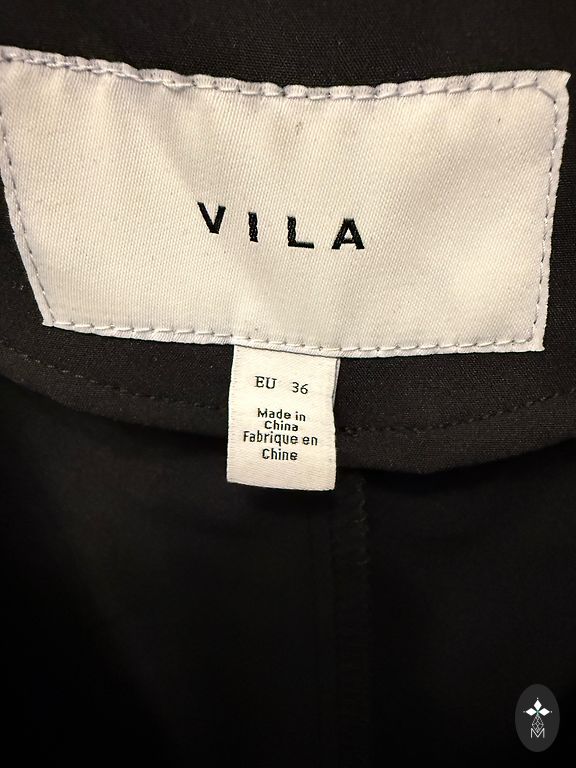 VILA
EU 36
Made in
China
Fabrique en
Chine
M